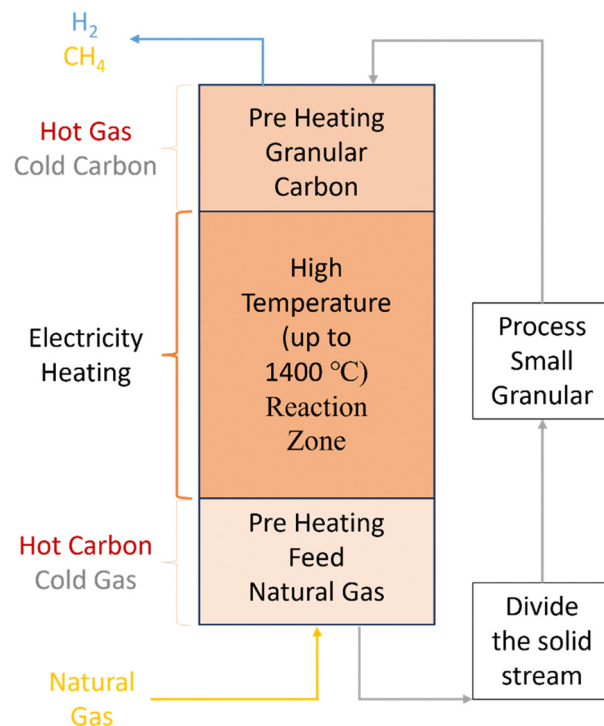 H₂
CH₄
Hot Gas
Cold Carbon
Pre Heating
Granular
Carbon
Electricity
Heating
High
Temperature
(up to
1400 ℃)
Reaction
Zone
Process
Small
Granular
Hot Carbon
Cold Gas
Pre Heating
Feed
Natural Gas
Divide
the solid
stream
Natural
Gas